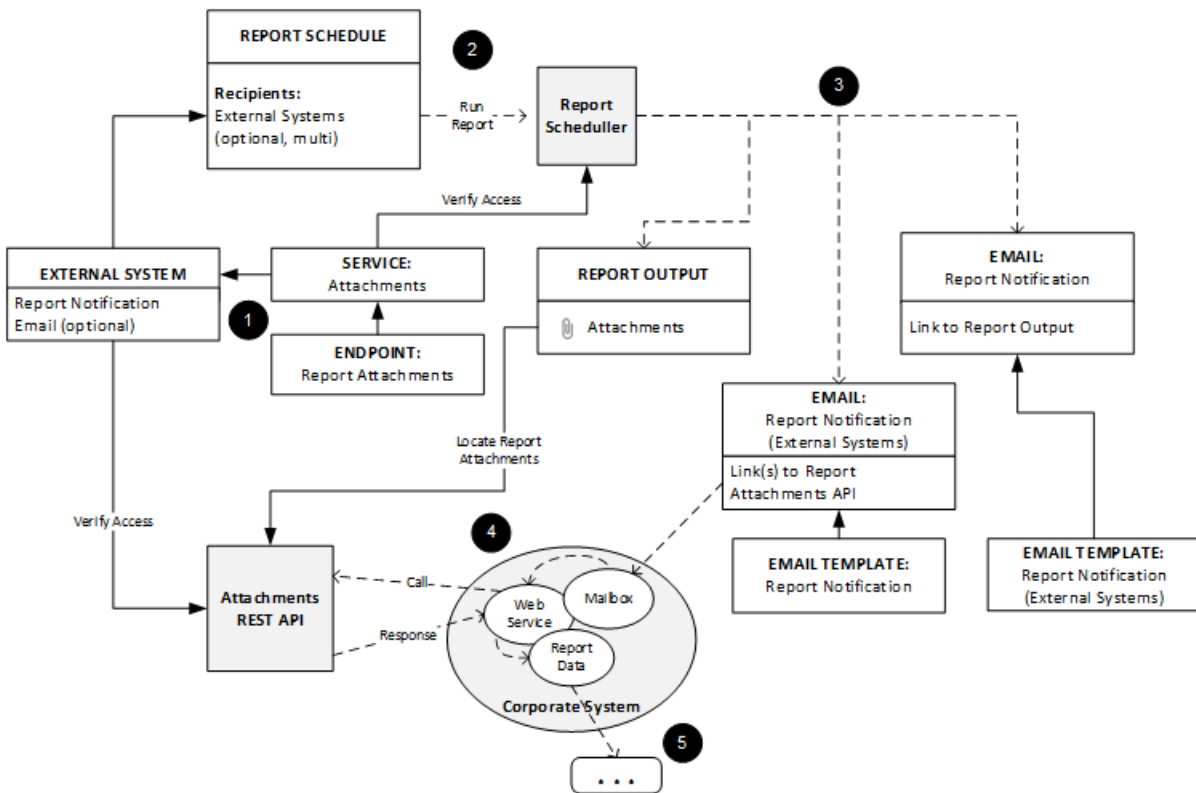 REPORT SCHEDULE
Recipients:
External Systems
(optional, multi)
2
Run
Report
Report
Scheduller
3
Verify Access
EXTERNAL SYSTEM
Report Notification
Email (optional)
1
SERVICE:
Attachments
ENDPOINT:
Report Attachments
REPORT OUTPUT
Attachments
EMAIL:
Report Notification
Link to Report Output
EMAIL:
Report Notification
(External Systems)
Link(s) to Report
Attachments API
Locate Report
Attachments
Verify Access
EMAIL TEMPLATE:
Report Notification
EMAIL TEMPLATE:
Report Notification
(External Systems)
Attachments
REST API
Call
Response
4
Web
Service
Mailbox
Report
Data
Corporate System
5
...